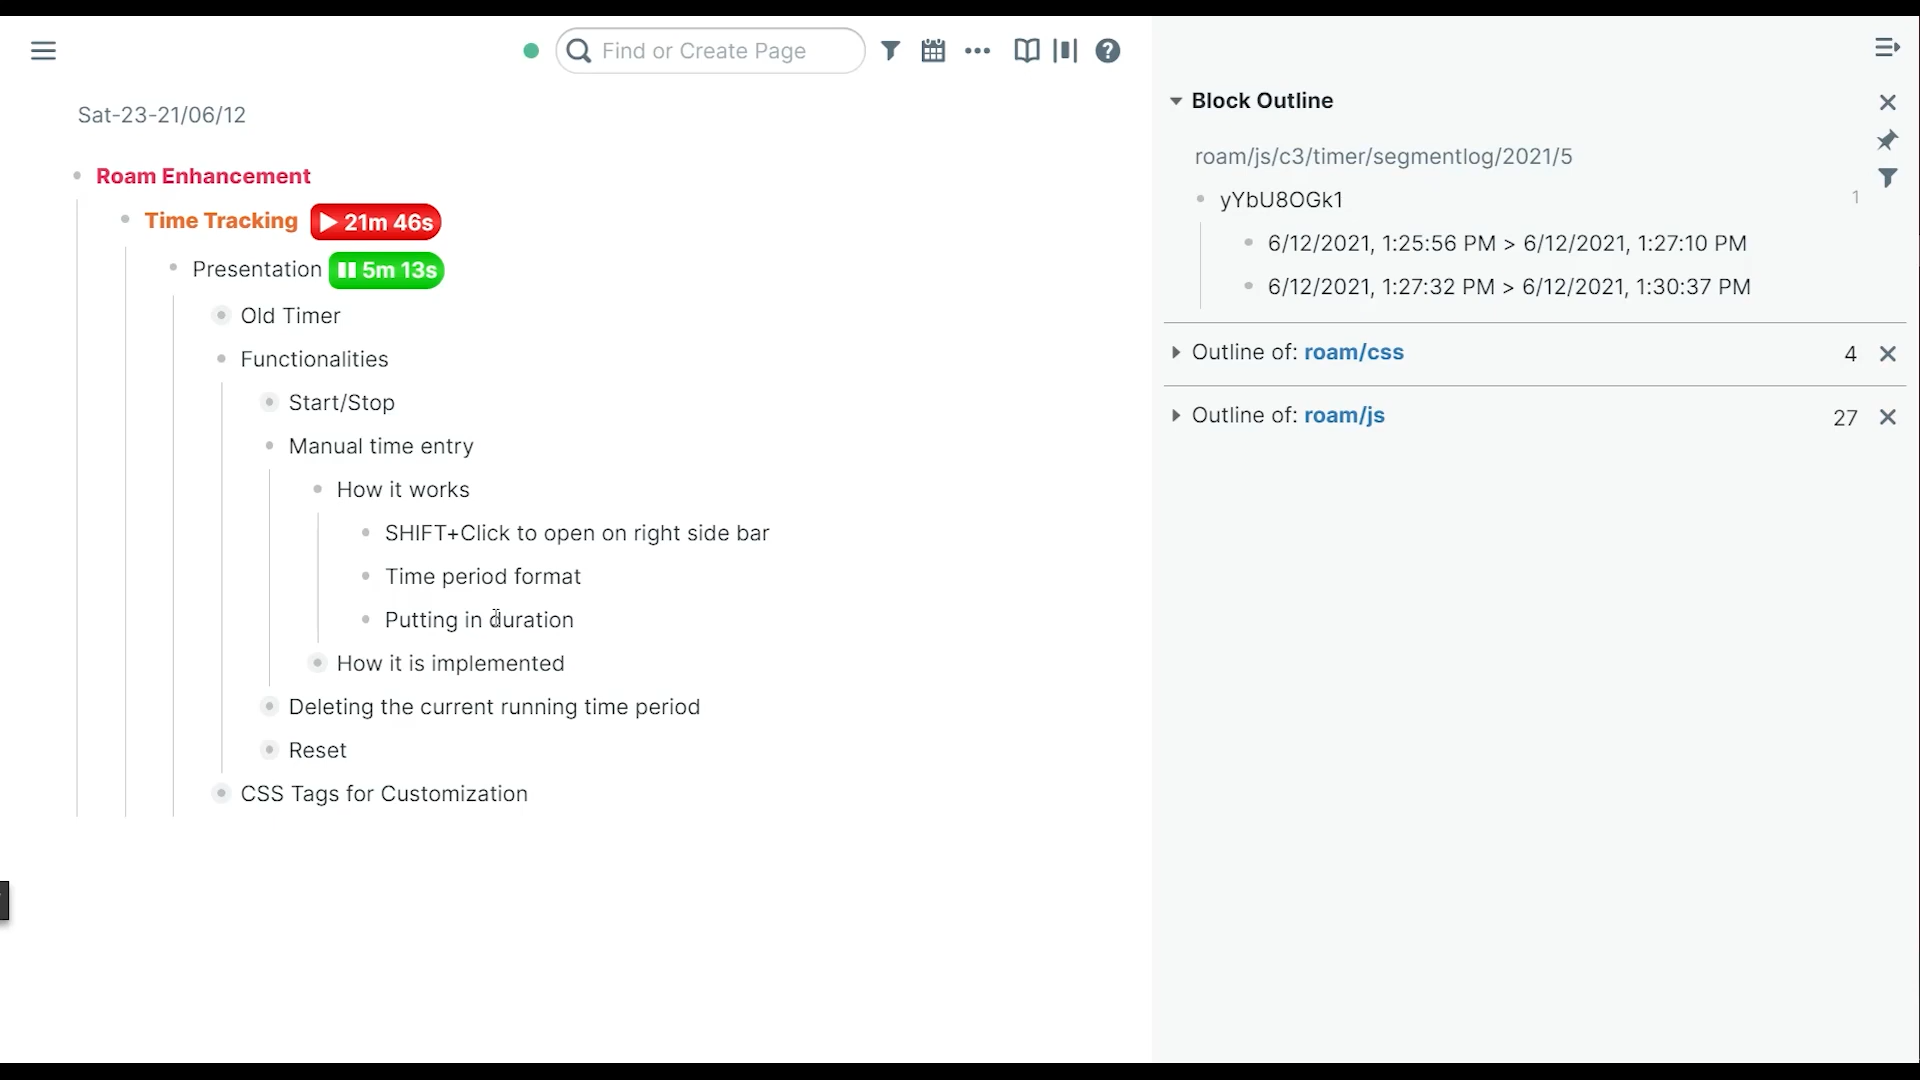 Find or Create Page
Sat-23-21/06/12
Roam Enhancement
Time Tracking 21m 46s
Presentation 5m 13s
Old Timer
Functionalities
Start/Stop
Manual time entry
How it works
SHIFT+Click to open on right side bar
Time period format
Putting in duration
How it is implemented
Deleting the current running time period
Reset
CSS Tags for Customization
Block Outline
roam/js/c3/timer/segmentlog/2021/5
yYbU8OGk1 1
6/12/2021, 1:25:56 PM > 6/12/2021, 1:27:10 PM
6/12/2021, 1:27:32 PM > 6/12/2021, 1:30:37 PM
Outline of: roam/css 4
Outline of: roam/js 27